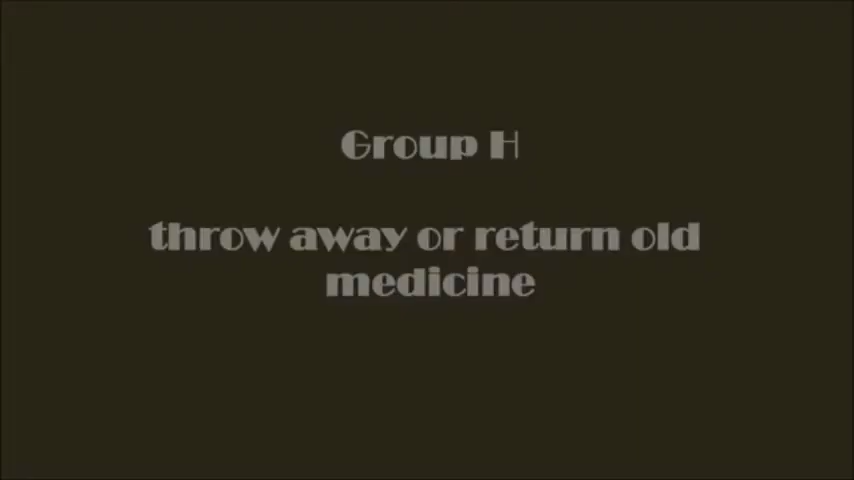 Group H
throw away or return old
medicine